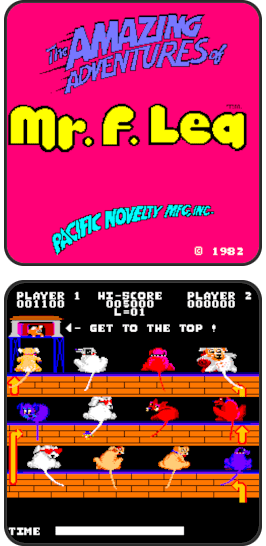 The AMAZING
ADVENTURES of
Mr. F. Lea
TM
PACIFIC NOVELTY MFG, INC.
© 1982
PLAYER 1 HI-SCORE PLAYER 2
001100 005000 000000
L=01
◄- GET TO THE TOP !
TIME